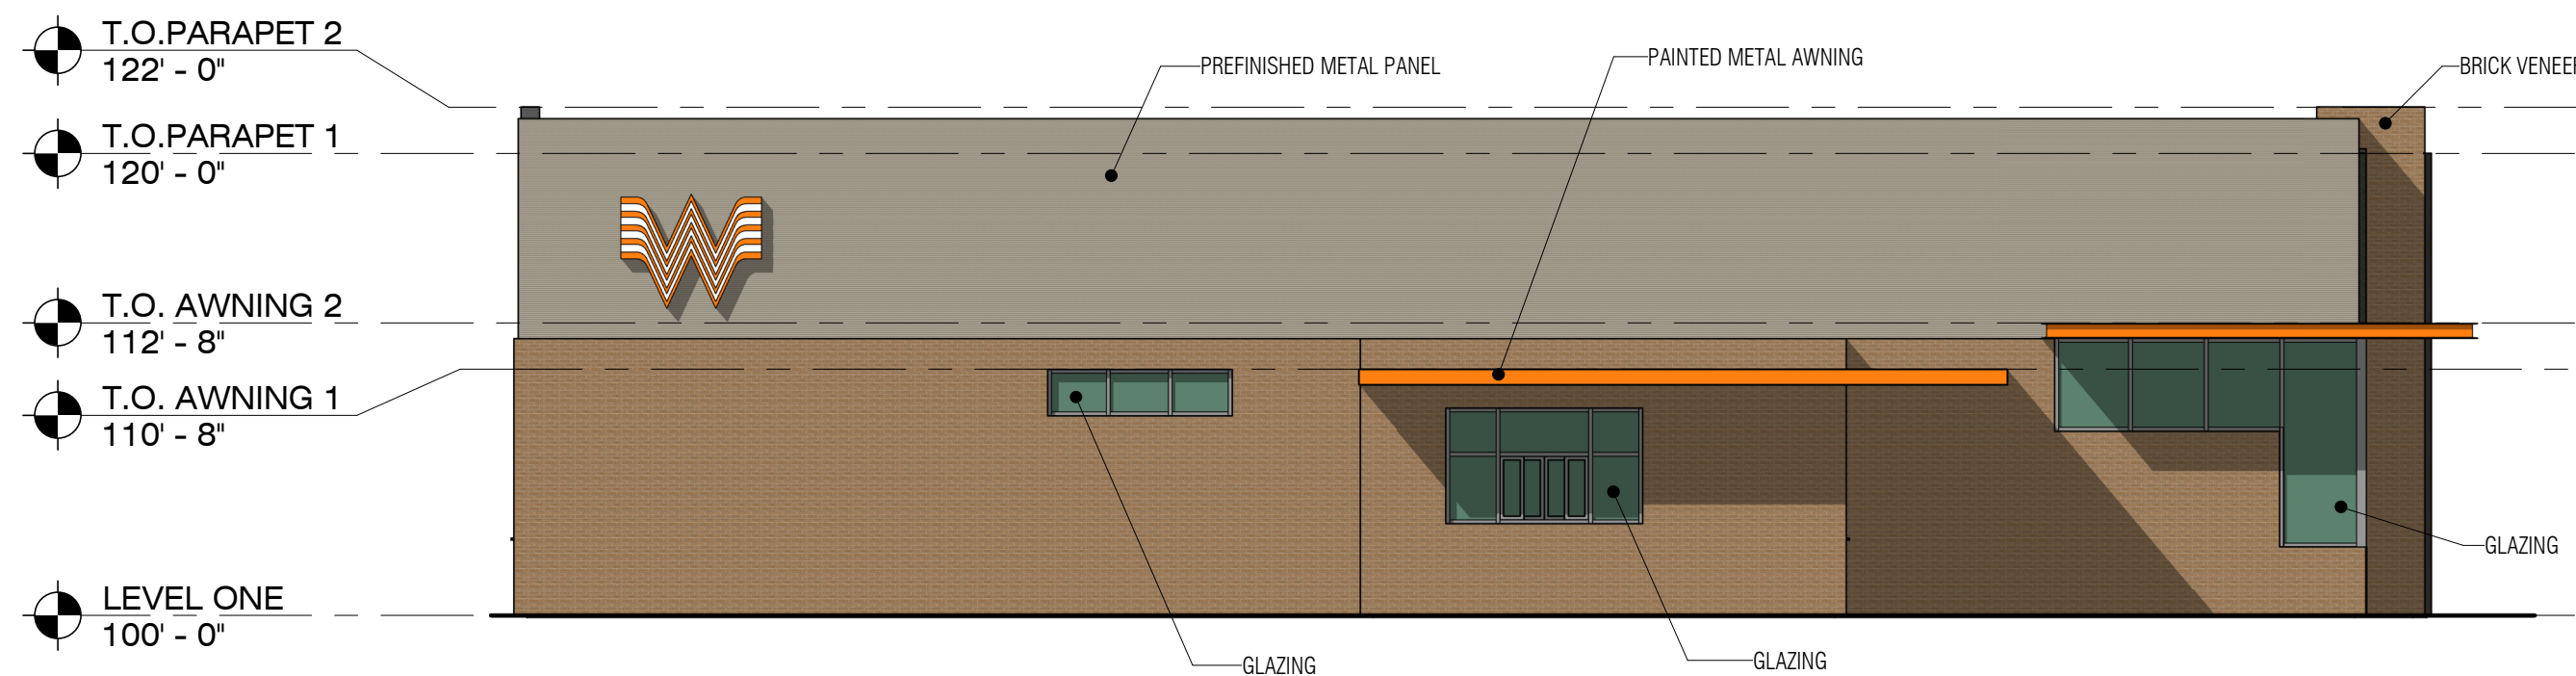 T.O.PARAPET 2
122' - 0"
T.O.PARAPET 1
120' - 0"
T.O. AWNING 2
112' - 8"
T.O. AWNING 1
110' - 8"
LEVEL ONE
100' - 0"
PREFINISHED METAL PANEL
PAINTED METAL AWNING
BRICK VENEER
W
GLAZING
GLAZING
GLAZING